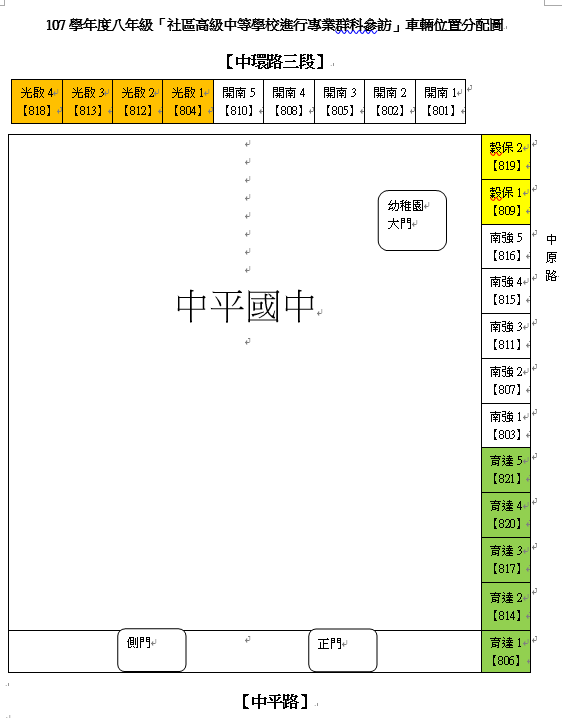 107 學年度八年級「社區高級中等學校進行專業群科參訪」車輛位置分配圖
【中環路三段】
光啟 4 光啟 3 光啟 2 光啟 1 開南 5 開南 4 開南 3 開南 2 開南 1
【818】 【813】 【812】 【804】 【810】 【808】 【805】 【802】 【801】
穀保 2
【819】
穀保 1
【809】
幼稚園
大門
南強 5
【816】
中
原
路
南強 4
【815】
中平國中
南強 3
【811】
南強 2
【807】
南強 1
【803】
育達 5
【821】
育達 4
【820】
育達 3
【817】
育達 2
【814】
育達 1
【806】
側門
正門
【中平路】